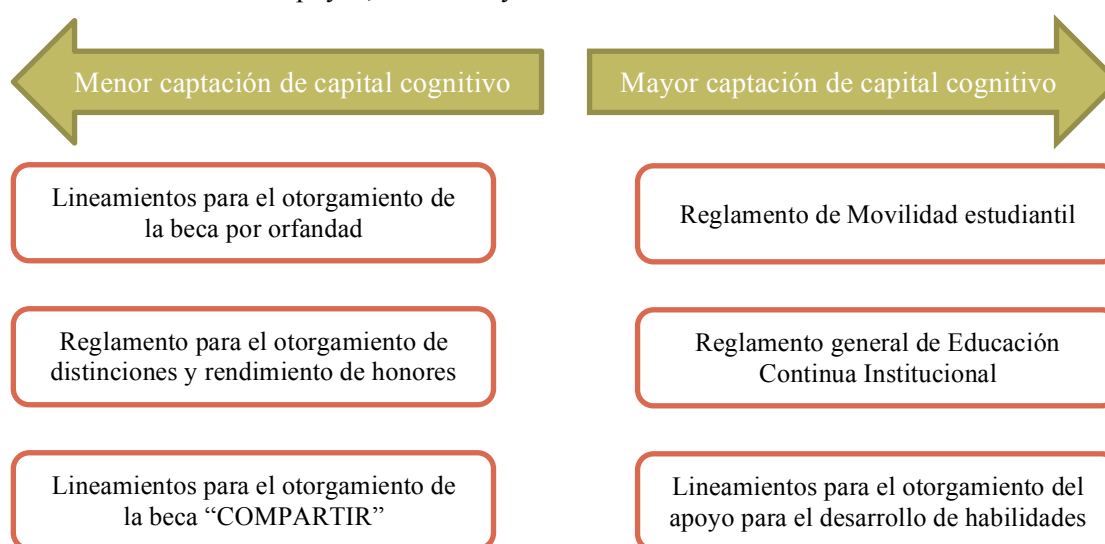 Menor captación de capital cognitivo
Mayor captación de capital cognitivo
Lineamientos para el otorgamiento de
la beca por orfandad
Reglamento de Movilidad estudiantil
Reglamento para el otorgamiento de
distinciones y rendimiento de honores
Reglamento general de Educación
Continua Institucional
Lineamientos para el otorgamiento de
la beca “COMPARTIR”
Lineamientos para el otorgamiento del
apoyo para el desarrollo de habilidades